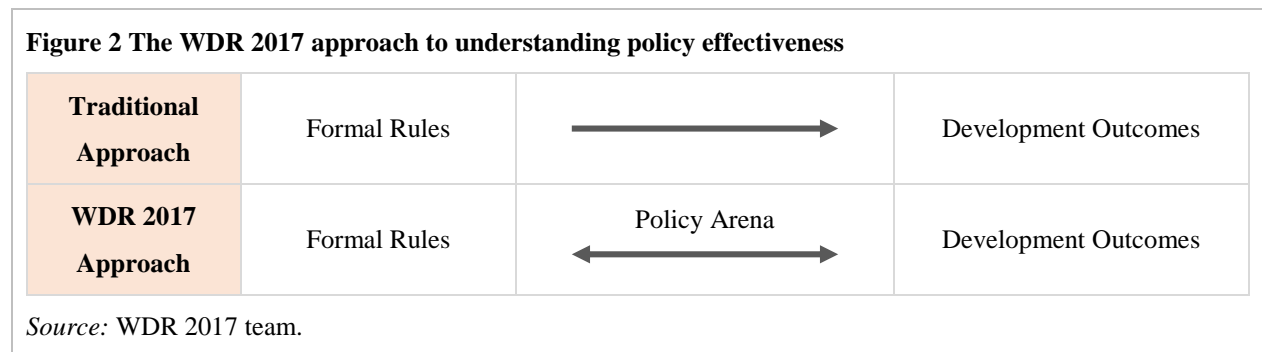 Figure 2 The WDR 2017 approach to understanding policy effectiveness
Traditional
Approach
Formal Rules
Development Outcomes
WDR 2017
Approach
Formal Rules
Policy Arena
Development Outcomes
Source: WDR 2017 team.